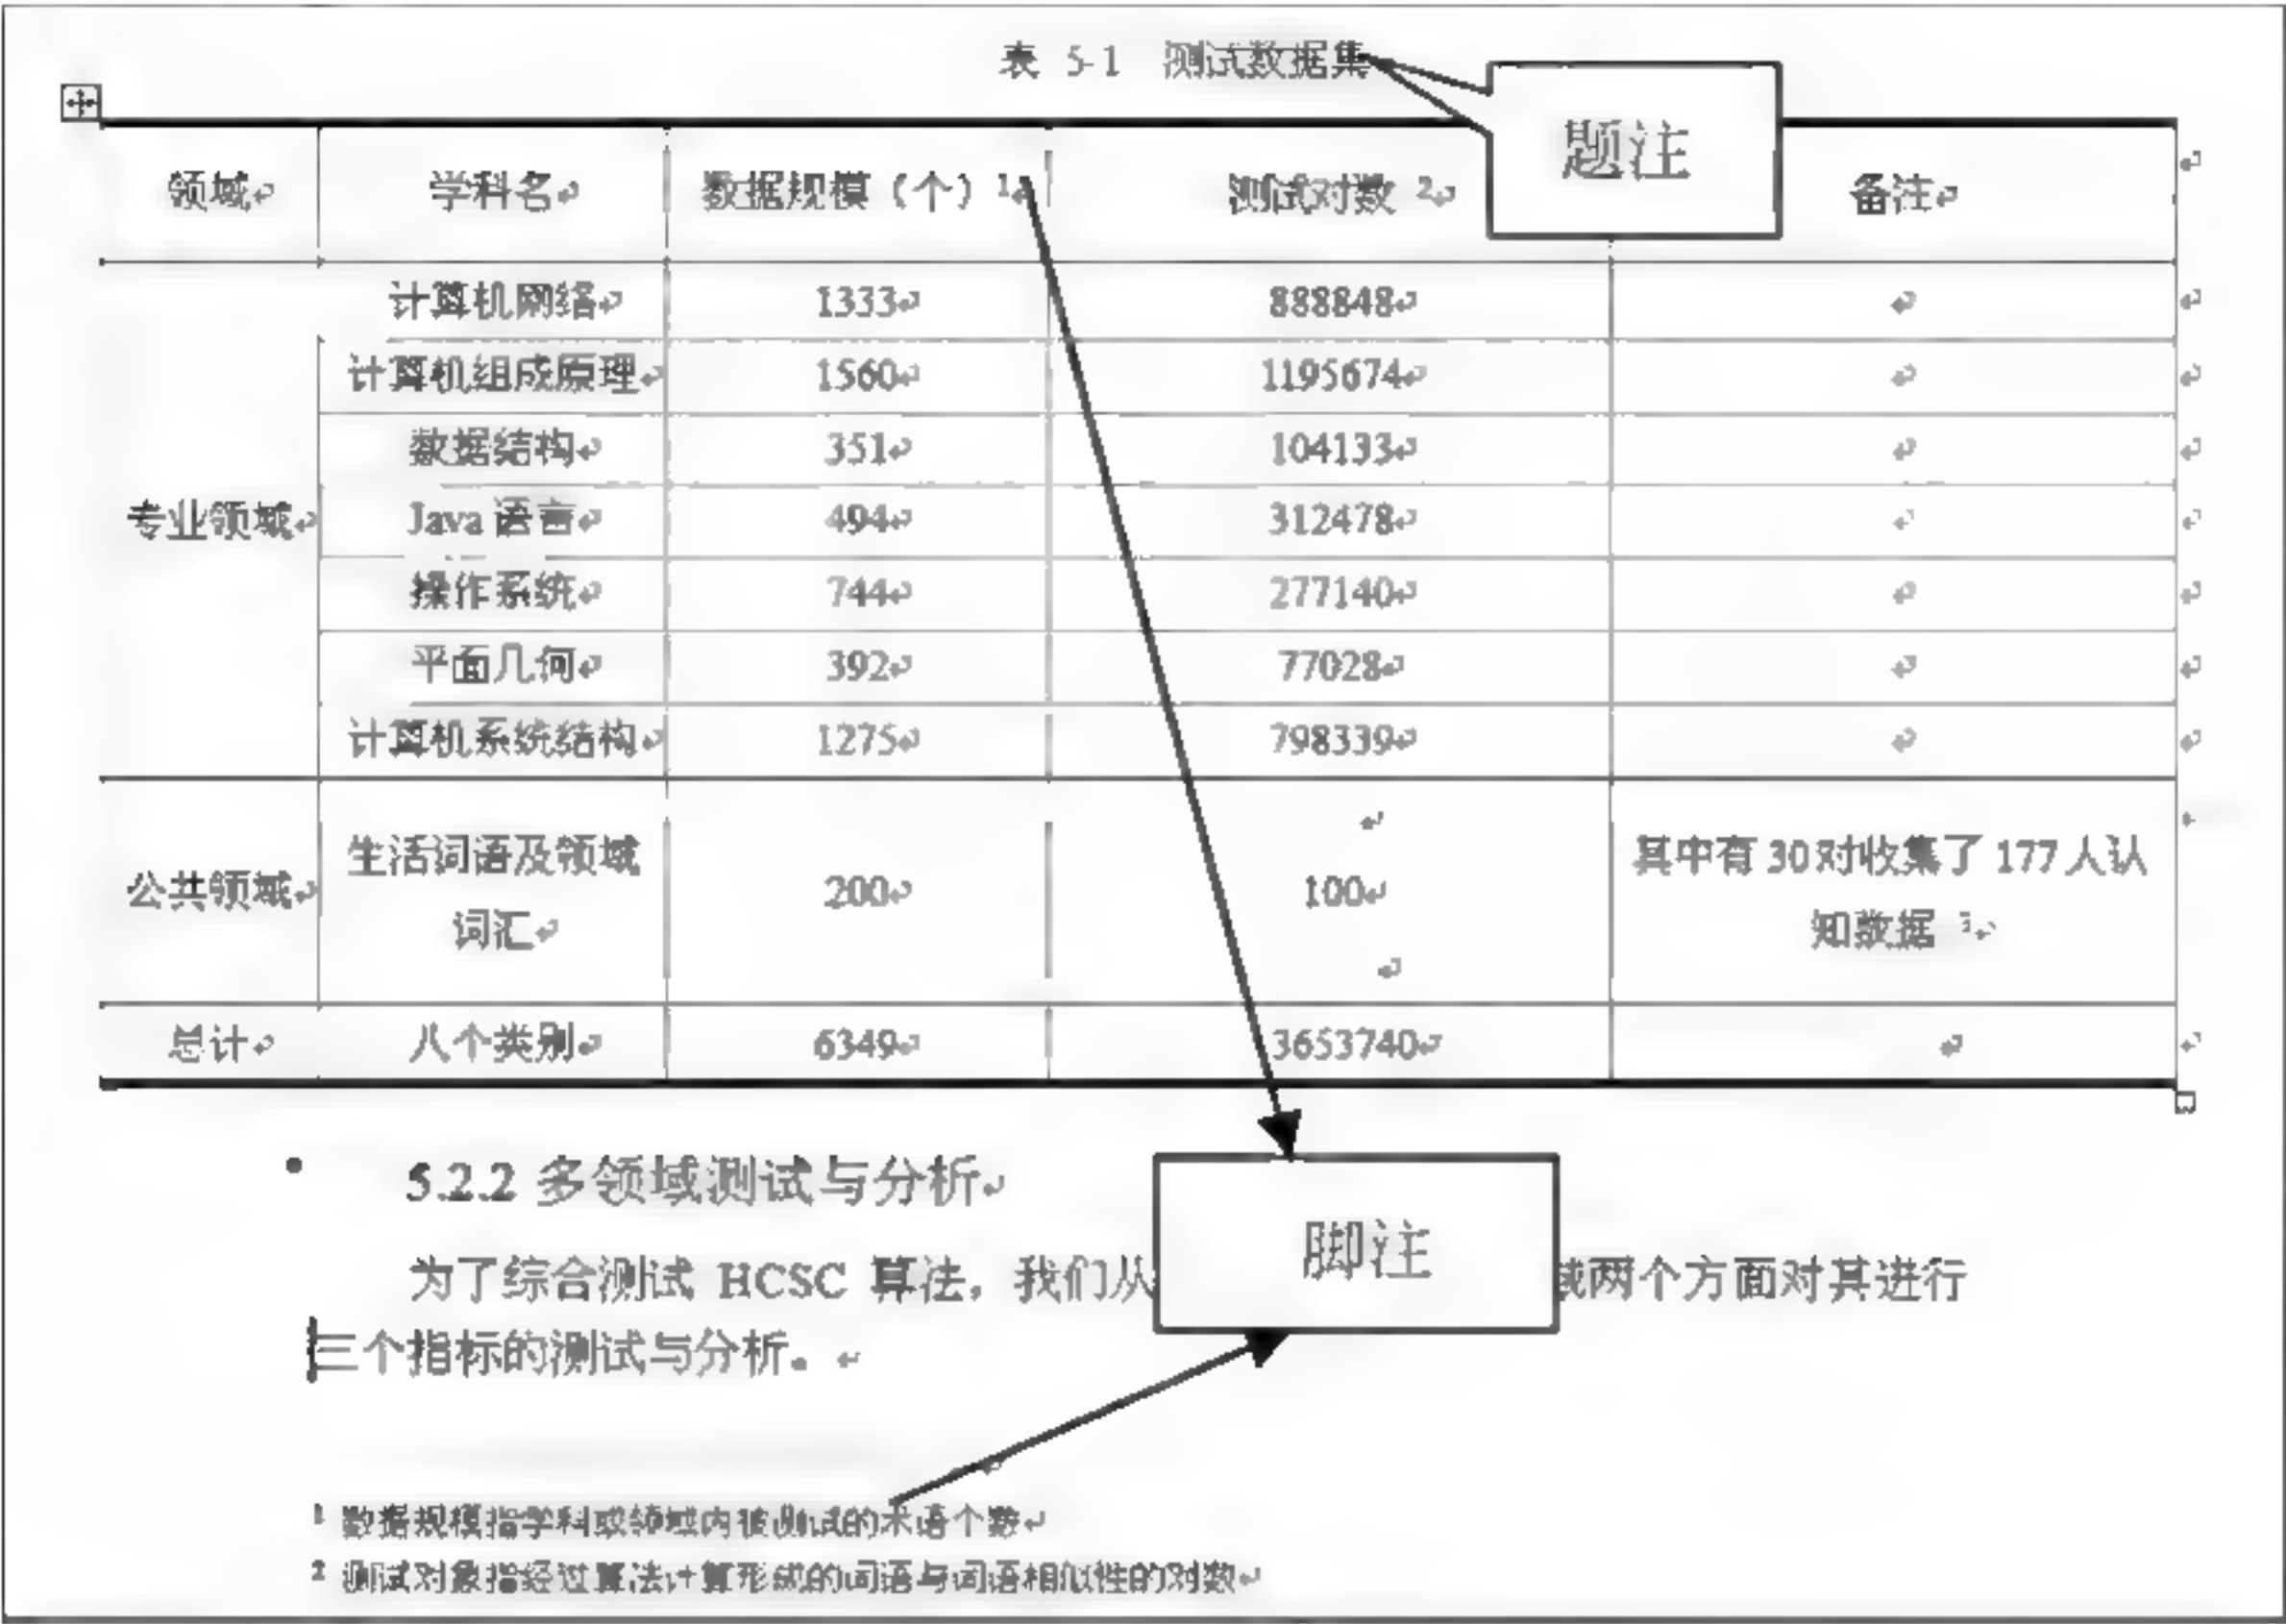 表 5-1 测试数据集
题注
领域 学科名 数据规模（个）1 测试对数 2 备注
计算机网络 1333 888848
计算机组成原理 1560 1195674
数据结构 351 104133
专业领域 Java 语言 494 312478
操作系统 744 277140
平面几何 392 77028
计算机系统结构 1275 798339
公共领域 生活词语及领域词汇 200 100 其中有 30 对收集了 177 人认知数据 3
总计 八个类别 6349 3653740
5.2.2 多领域测试与分析
脚注
为了综合测试 HCSC 算法，我们从 域两个方面对其进行
三个指标的测试与分析。
1 数据规模指学科或领域内被测试的术语个数
2 测试对象指经过算法计算形成的词语与词语相似性的对数